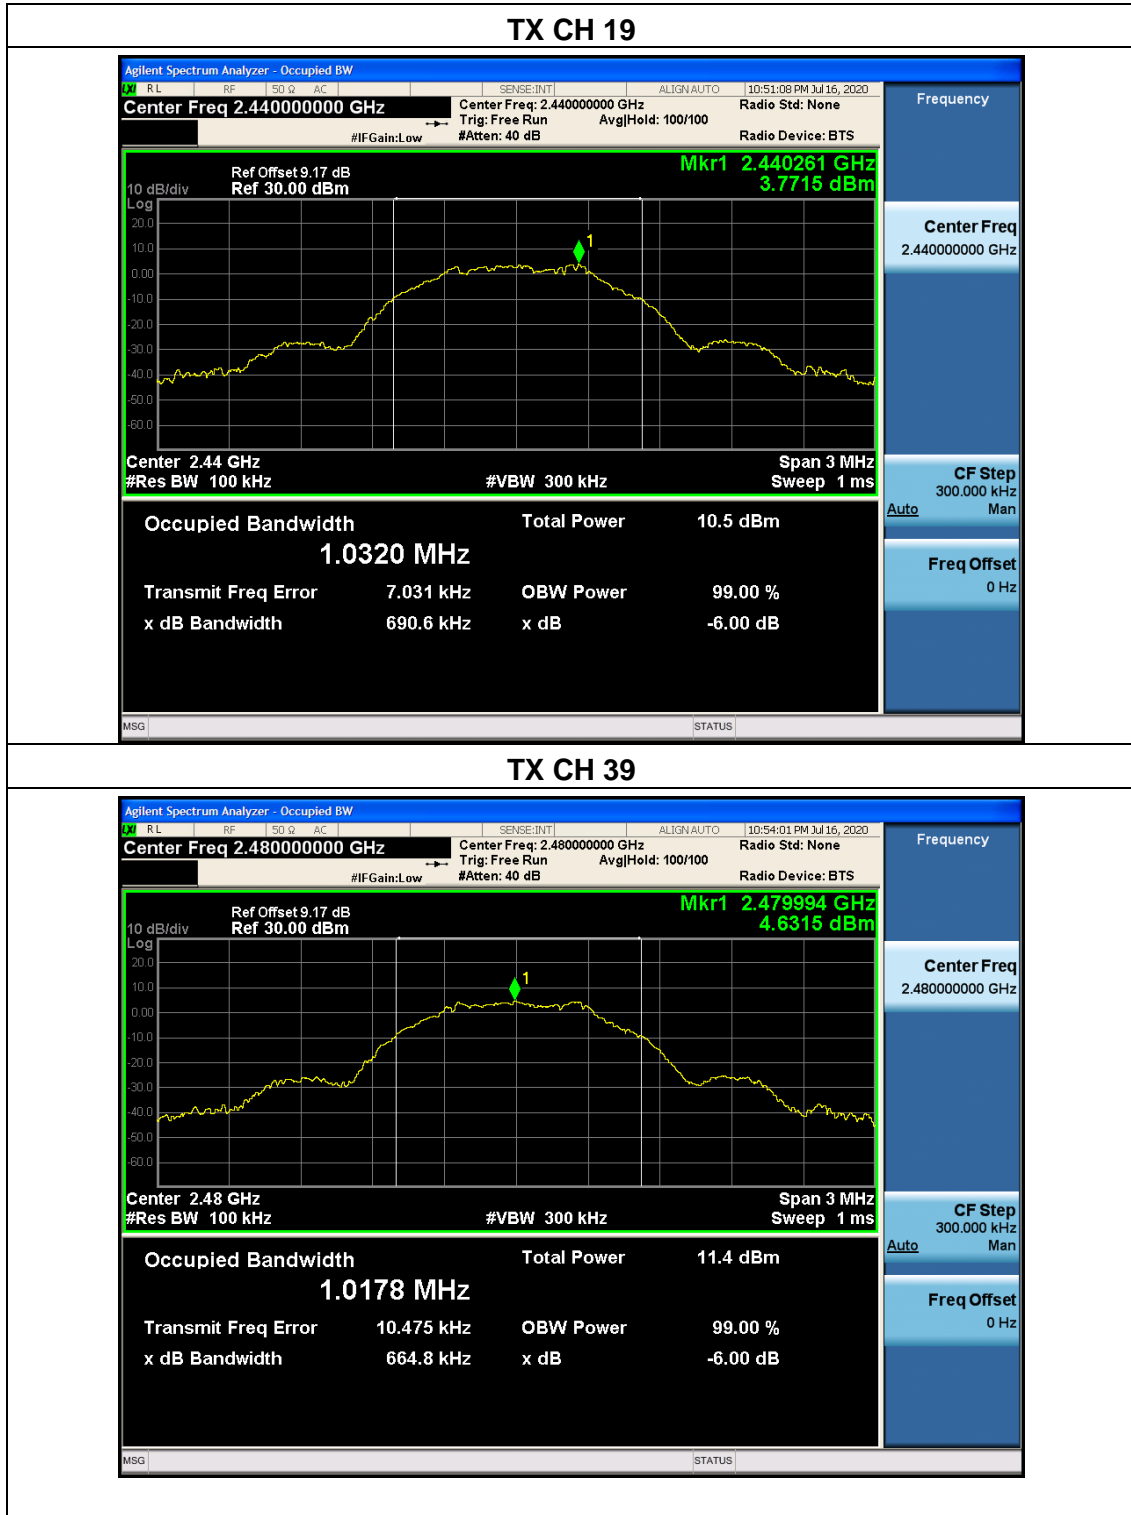 TX CH 19
Agilent Spectrum Analyzer - Occupied BW
LXI RL RF 50 Ω AC SENSE:INT ALIGN AUTO 10:51:08 PM Jul 16, 2020
Center Freq 2.440000000 GHz
Center Freq: 2.440000000 GHz Radio Std: None
Trig: Free Run Avg|Hold: 100/100
#IFGain:Low #Atten: 40 dB Radio Device: BTS
Frequency
Mkr1 2.440261 GHz
3.7715 dBm
Ref Offset 9.17 dB
10 dB/div Ref 30.00 dBm
Log
20.0
10.0
0.00
-10.0
-20.0
-30.0
-40.0
-50.0
-60.0
1
Center 2.44 GHz Span 3 MHz
#Res BW 100 kHz #VBW 300 kHz Sweep 1 ms
Center Freq
2.440000000 GHz
CF Step
300.000 kHz
Auto Man
Freq Offset
0 Hz
Occupied Bandwidth Total Power 10.5 dBm
1.0320 MHz
Transmit Freq Error 7.031 kHz OBW Power 99.00 %
x dB Bandwidth 690.6 kHz x dB -6.00 dB
MSG STATUS
TX CH 39
Agilent Spectrum Analyzer - Occupied BW
LXI RL RF 50 Ω AC SENSE:INT ALIGN AUTO 10:54:01 PM Jul 16, 2020
Center Freq 2.480000000 GHz
Center Freq: 2.480000000 GHz Radio Std: None
Trig: Free Run Avg|Hold: 100/100
#IFGain:Low #Atten: 40 dB Radio Device: BTS
Frequency
Mkr1 2.479994 GHz
4.6315 dBm
Ref Offset 9.17 dB
10 dB/div Ref 30.00 dBm
Log
20.0
10.0
0.00
-10.0
-20.0
-30.0
-40.0
-50.0
-60.0
1
Center 2.48 GHz Span 3 MHz
#Res BW 100 kHz #VBW 300 kHz Sweep 1 ms
Center Freq
2.480000000 GHz
CF Step
300.000 kHz
Auto Man
Freq Offset
0 Hz
Occupied Bandwidth Total Power 11.4 dBm
1.0178 MHz
Transmit Freq Error 10.475 kHz OBW Power 99.00 %
x dB Bandwidth 664.8 kHz x dB -6.00 dB
MSG STATUS